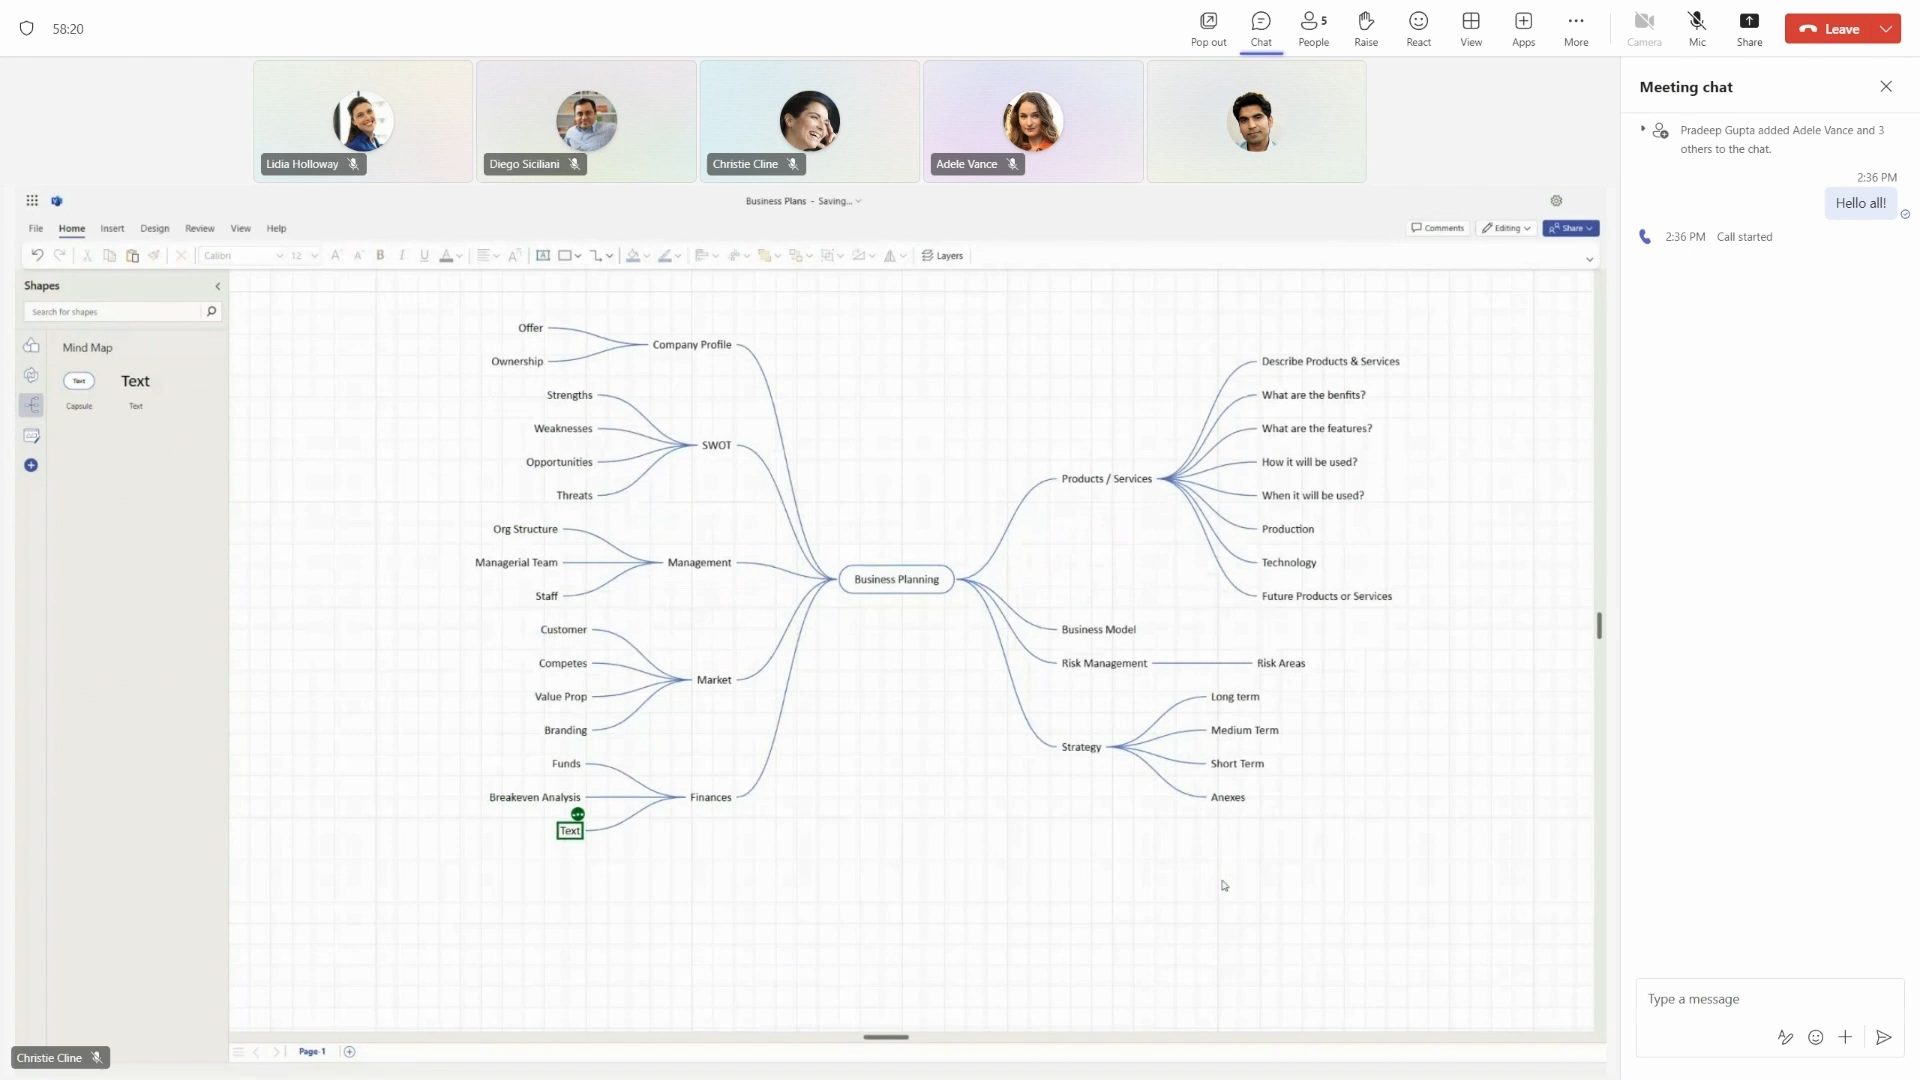 58:20
Pop out
Chat
5
People
Raise
React
View
Apps
More
Camera
Mic
Share
Leave
Lidia Holloway
Diego Siciliani
Christie Cline
Adele Vance
Business Plans - Saving...
File Home Insert Design Review View Help
Comments
Editing
Share
Calibri
12
A
A
B
I
U
A
Layers
Shapes
Search for shapes
Mind Map
Text
Text
Capsule
Text
Offer
Ownership
Company Profile
Strengths
Weaknesses
Opportunities
Threats
SWOT
Org Structure
Managerial Team
Staff
Management
Customer
Competes
Value Prop
Branding
Market
Funds
Breakeven Analysis
Text
Finances
Business Planning
Products / Services
Describe Products & Services
What are the benfits?
What are the features?
How it will be used?
When it will be used?
Production
Technology
Future Products or Services
Business Model
Risk Management
Risk Areas
Strategy
Long term
Medium Term
Short Term
Anexes
Page-1
Christie Cline
Meeting chat
Pradeep Gupta added Adele Vance and 3
others to the chat.
2:36 PM
Hello all!
2:36 PM Call started
Type a message